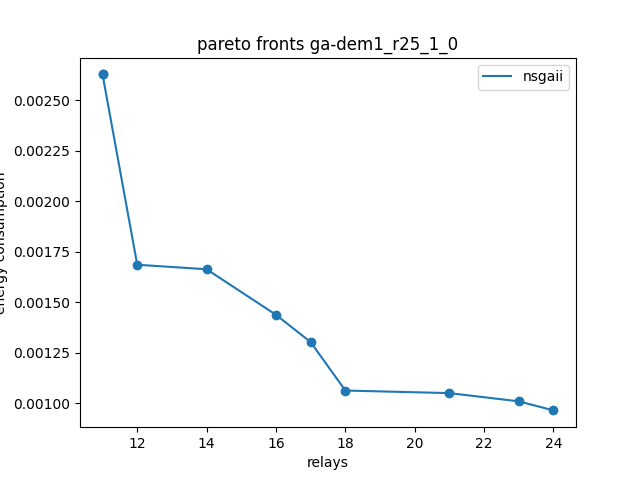 pareto fronts ga-dem1_r25_1_0
nsgaii
0.00250
0.00225
0.00200
0.00175
0.00150
0.00125
0.00100
energy consumption
12 14 16 18 20 22 24
relays